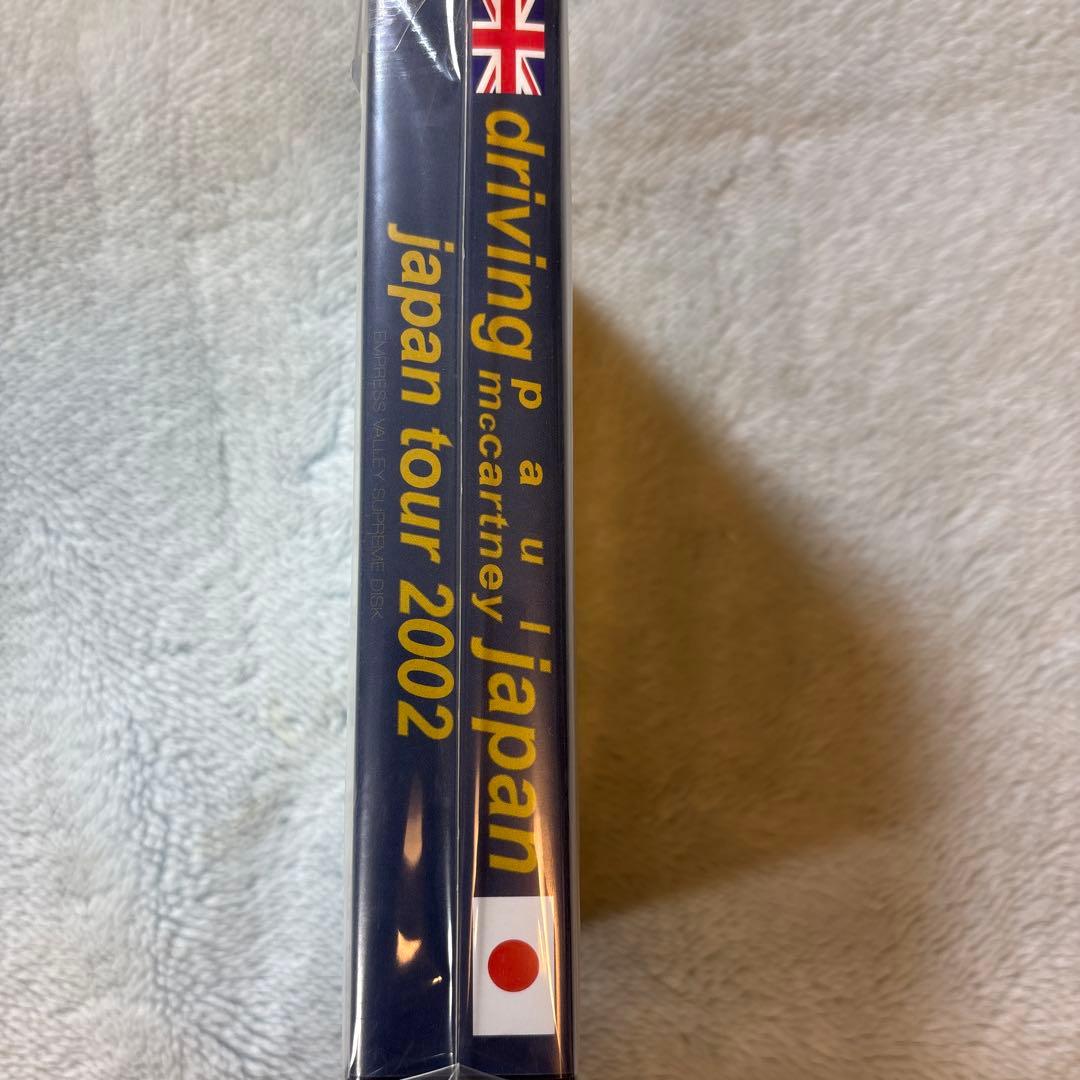 driving paul mccartney japan
japan tour 2002
EMPRESS VALLEY SUPREME DISK